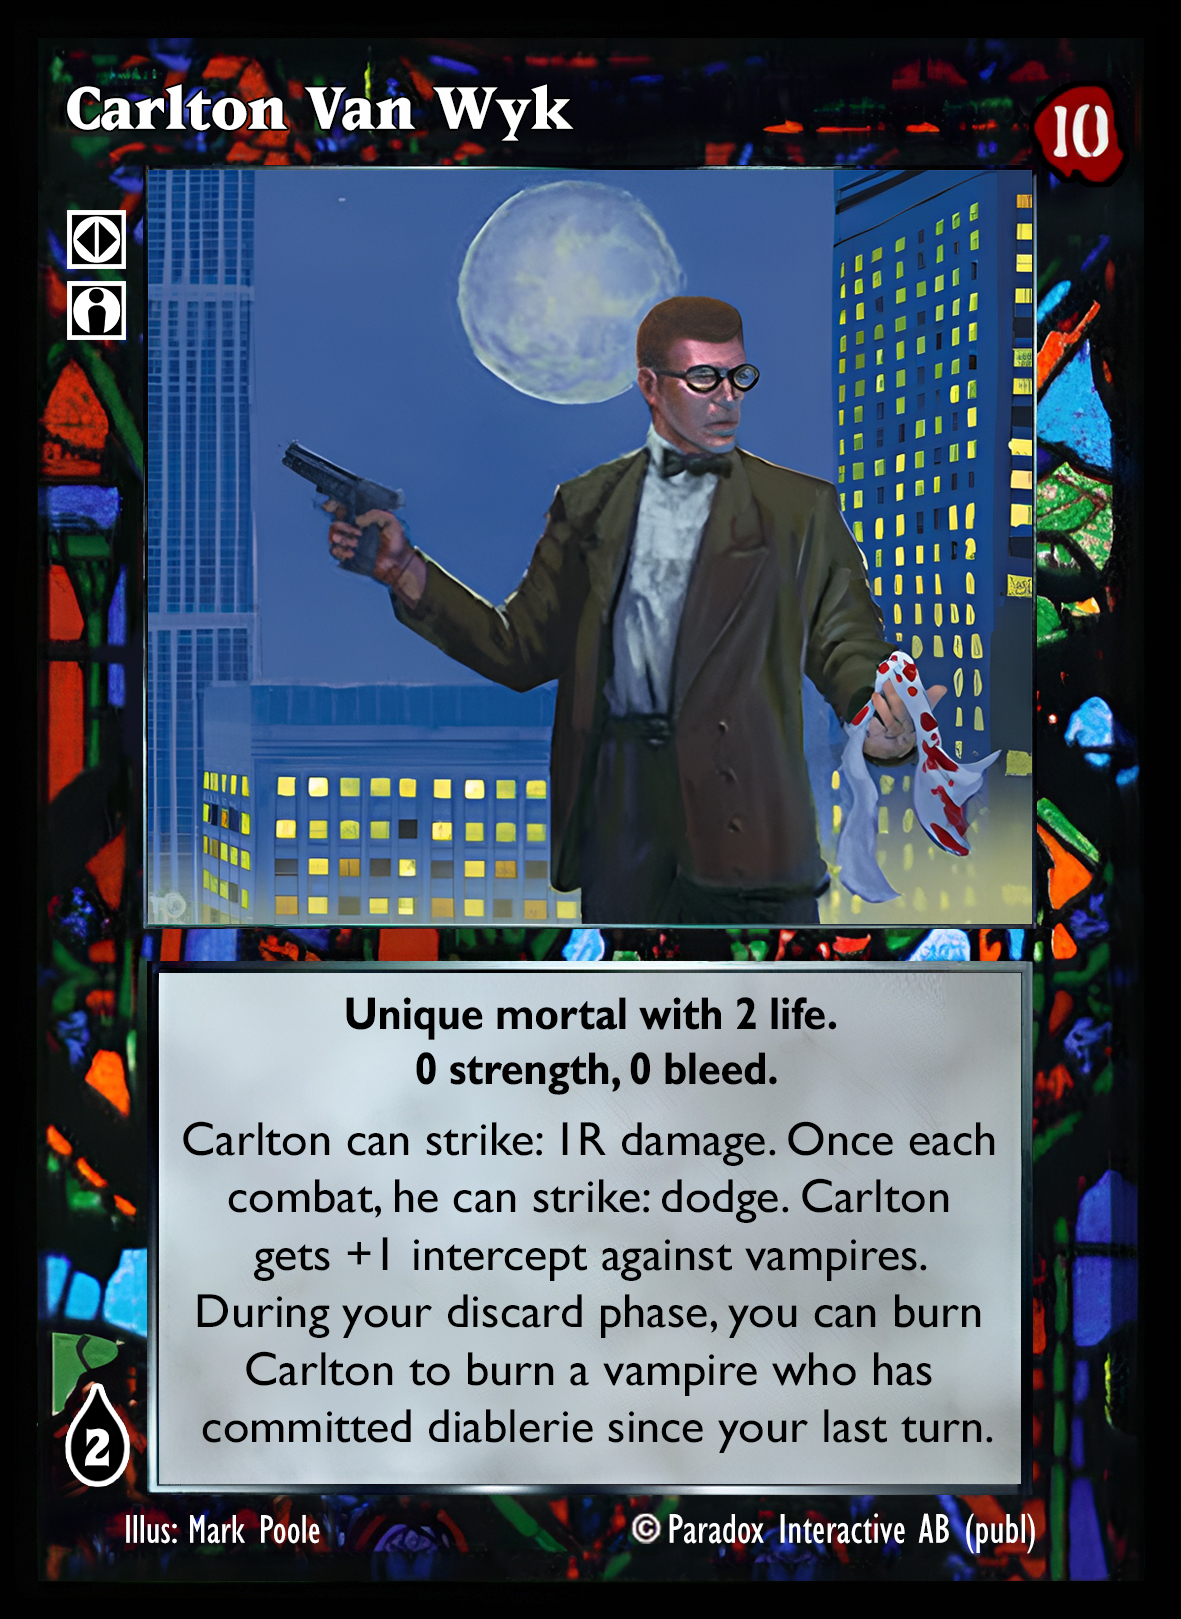 Carlton Van Wyk
10
Unique mortal with 2 life.
0 strength, 0 bleed.
Carlton can strike: 1R damage. Once each
combat, he can strike: dodge. Carlton
gets +1 intercept against vampires.
During your discard phase, you can burn
Carlton to burn a vampire who has
committed diablerie since your last turn.
2
Illus: Mark Poole
© Paradox Interactive AB (publ)